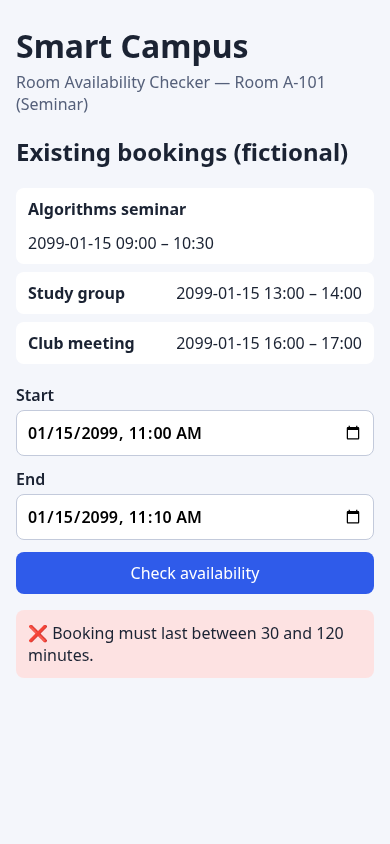 Smart Campus
Room Availability Checker — Room A-101
(Seminar)
Existing bookings (fictional)
Algorithms seminar
2099-01-15 09:00 – 10:30
Study group 2099-01-15 13:00 – 14:00
Club meeting 2099-01-15 16:00 – 17:00
Start
01/15/2099, 11:00 AM
End
01/15/2099, 11:10 AM
Check availability
❌ Booking must last between 30 and 120
minutes.